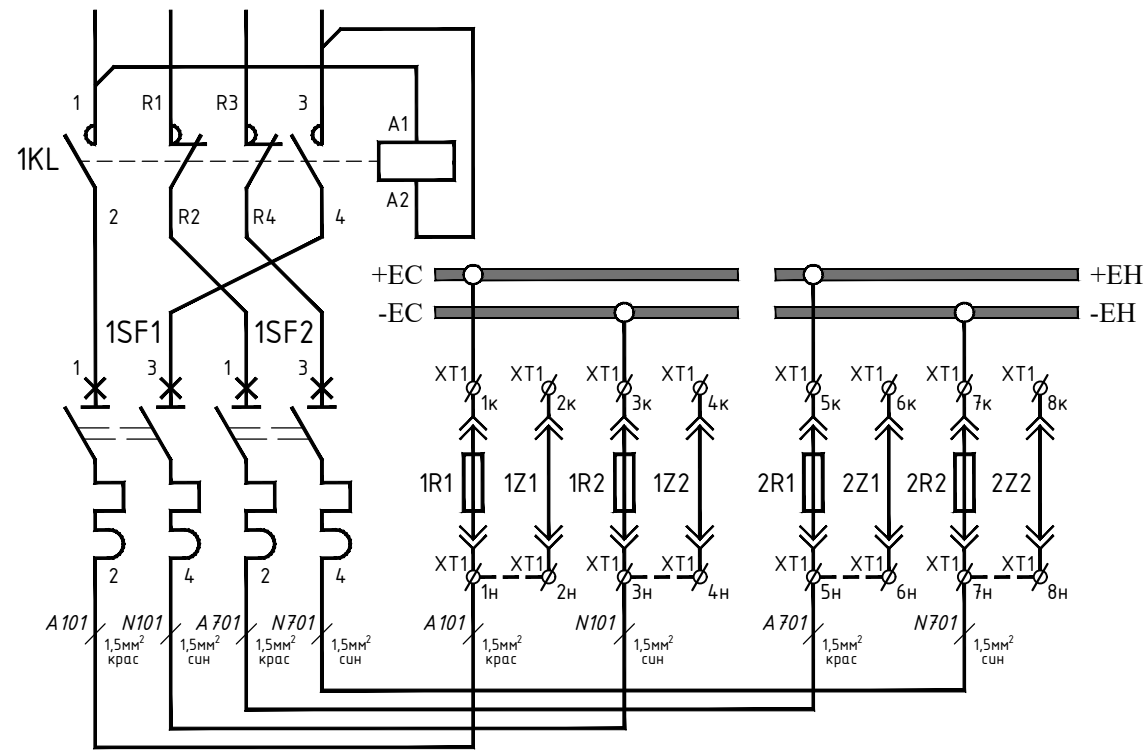 1 R1 R3 3
A1
1KL
A2
2 R2 R4 4
+EC +EH
-EC -EH
1SF1 1SF2
1 3 1 3
XT1 XT1 XT1 XT1 XT1 XT1 XT1 XT1
1к 2к 3к 4к 5к 6к 7к 8к
1R1 1Z1 1R2 1Z2 2R1 2Z1 2R2 2Z2
XT1 XT1 XT1 XT1 XT1 XT1 XT1 XT1
2 4 2 4
1н 2н 3н 4н 5н 6н 7н 8н
A101 N101 A701 N701 A101 N101 A701 N701
1,5мм² 1,5мм² 1,5мм² 1,5мм² 1,5мм² 1,5мм² 1,5мм² 1,5мм²
крас син крас син крас син крас син